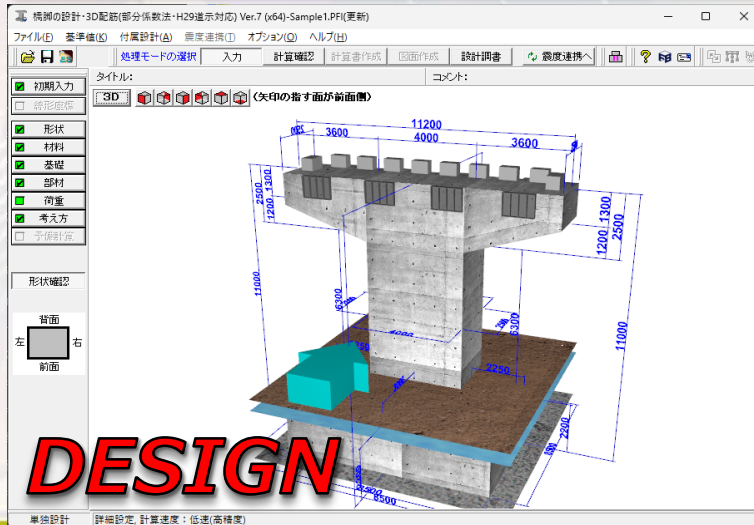 橋脚の設計・3D配筋(部分係数法・H29道示対応) Ver.7 (x64)-Sample1.PFI(更新)
ファイル(F) 基準値(K) 付属設計(A) 震度連携(T) オプション(O) ヘルプ(H)
処理モードの選択 入力 計算確認 計算書作成 図面作成 設計調書 震度連携へ
初期入力 タイトル: コメント:
線形座標 3D (矢印の指す面が前面側)
形状
材料
基礎
部材
荷重
考え方
予備計算
形状確認
背面
左 右
前面
11200
3600 4000 3600
2500 1300
1200
1300
1200 2500
11000
6300
6300
11000
4000
2250
2200
8500
DESIGN
単独設計 詳細設定, 計算速度:低速(高精度)